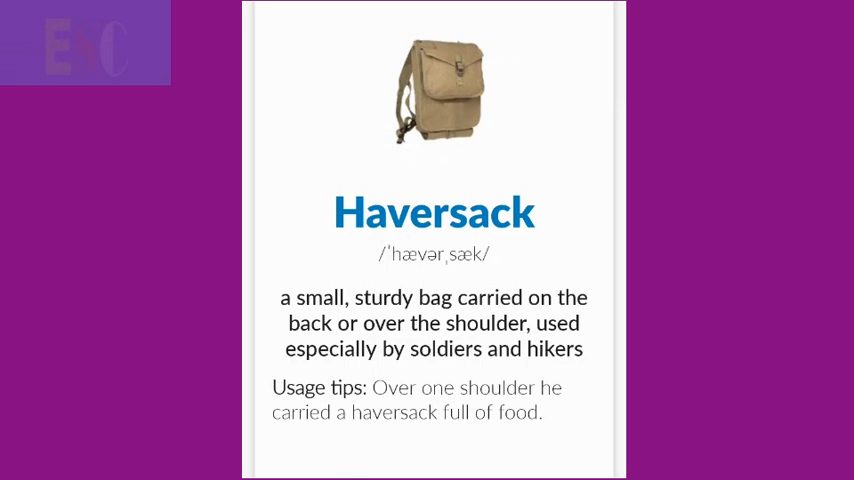 ESC
Haversack
/ˈhævərˌsæk/
a small, sturdy bag carried on the
back or over the shoulder, used
especially by soldiers and hikers
Usage tips: Over one shoulder he
carried a haversack full of food.